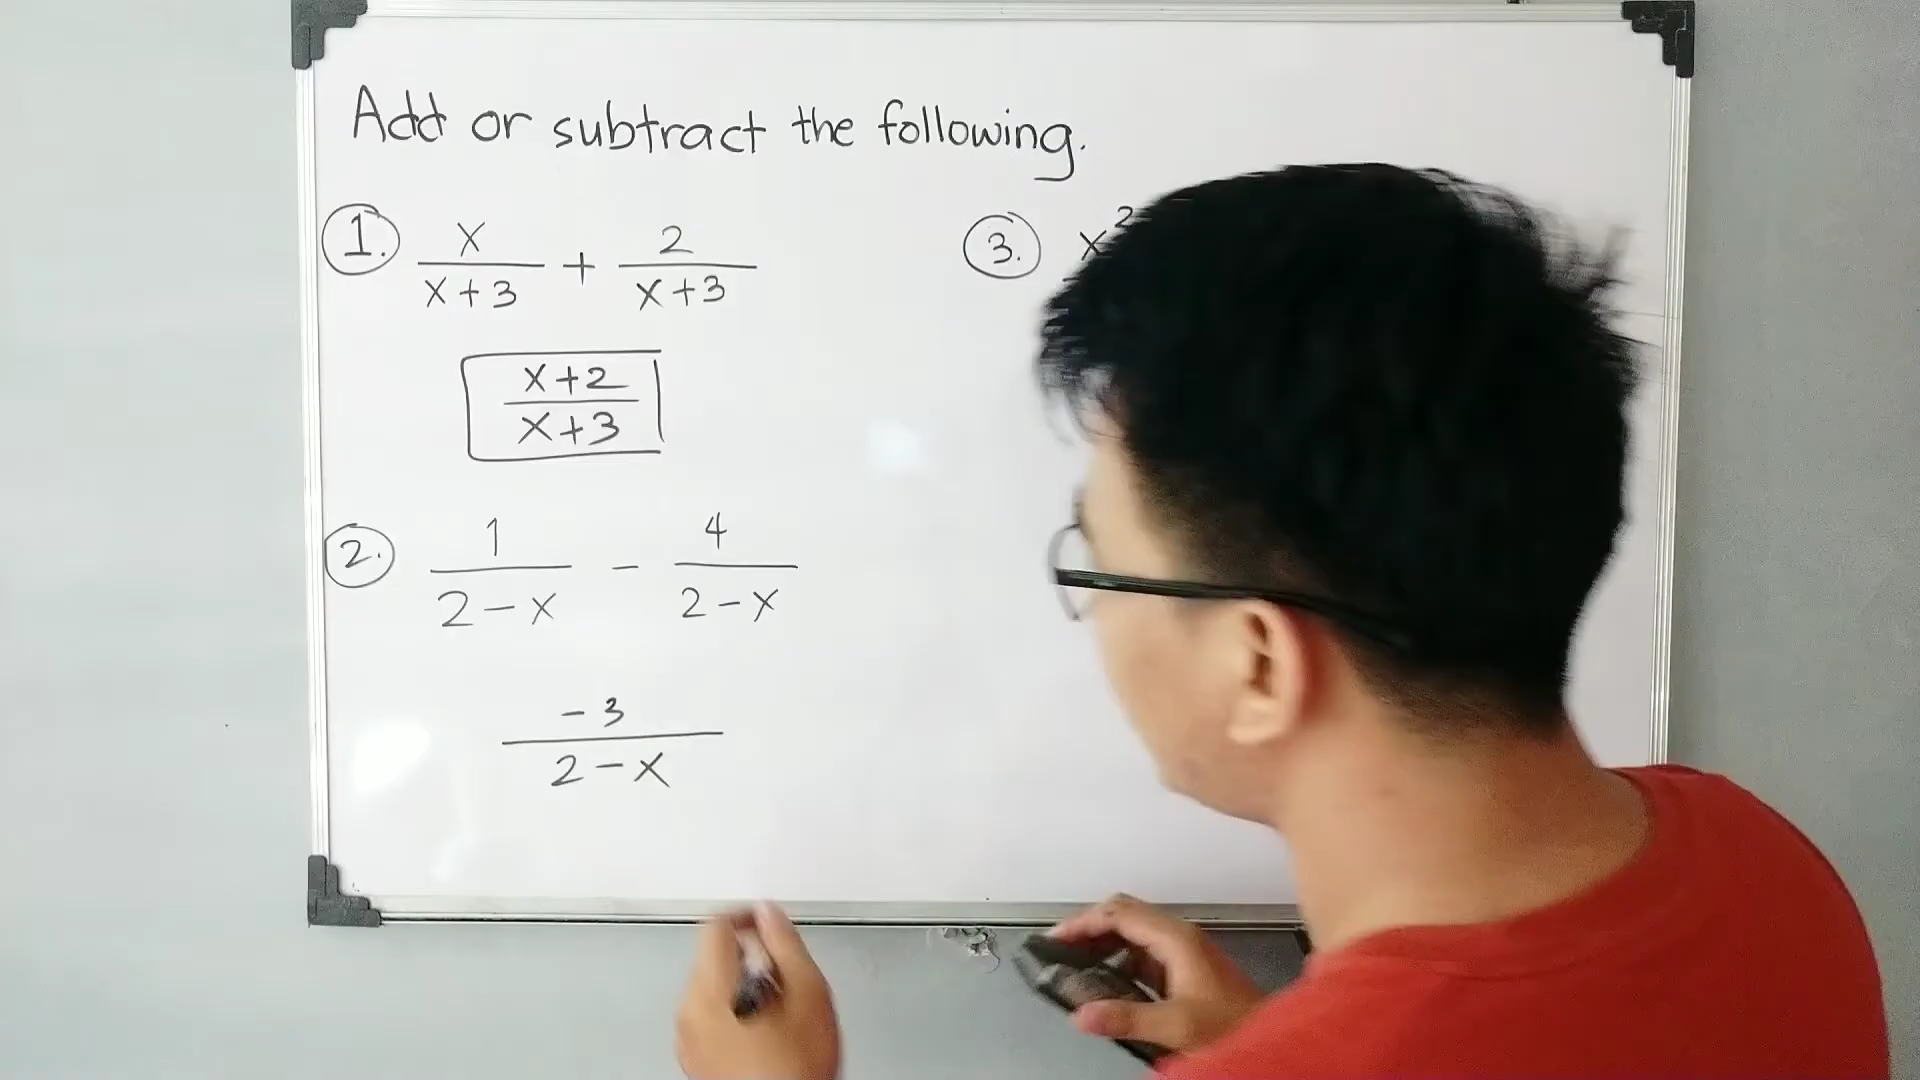 Add or subtract the following.
1. x/(x+3) + 2/(x+3)
(x+2)/(x+3)
2. 1/(2-x) - 4/(2-x)
-3/(2-x)
3. x²